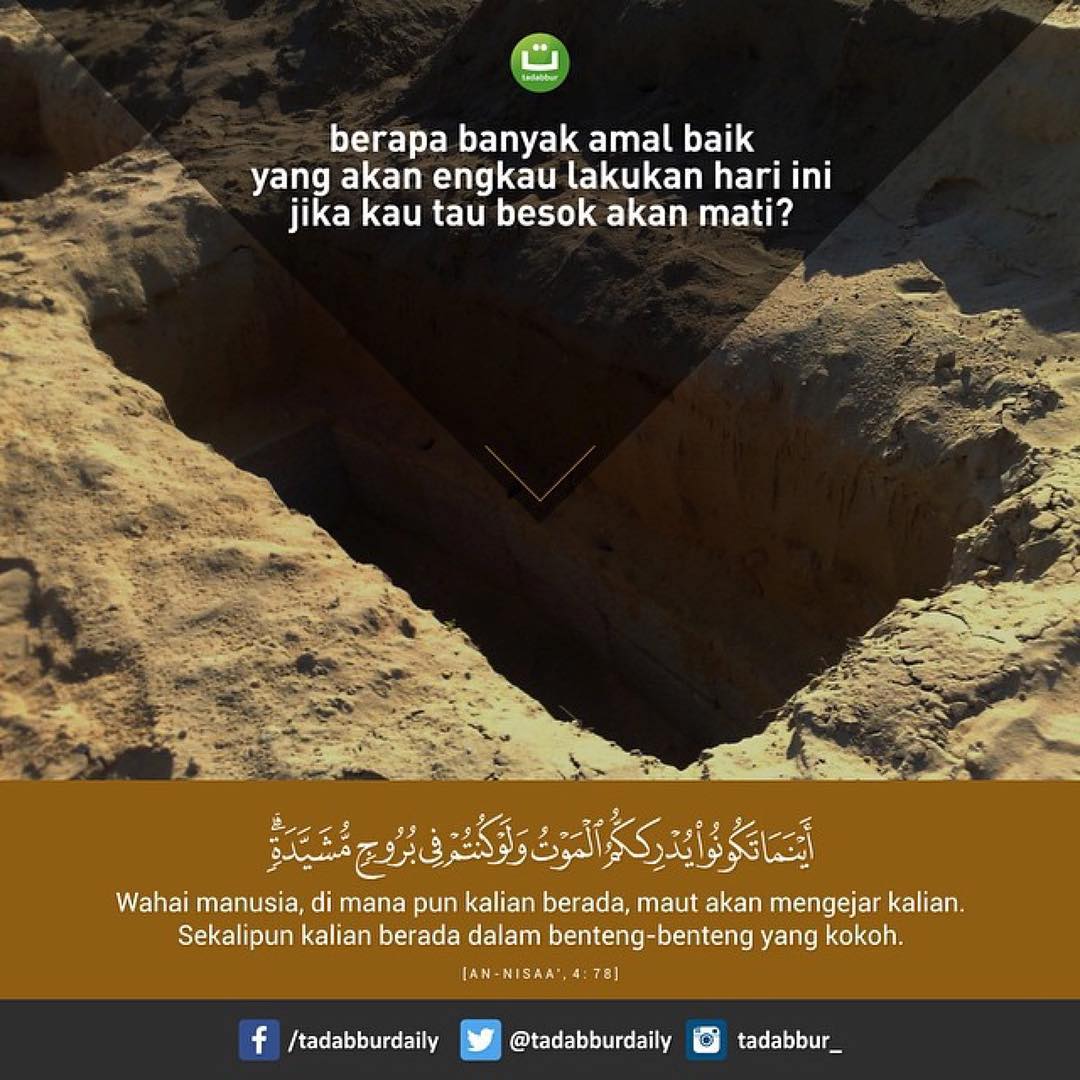 ت
tadabbur
berapa banyak amal baik
yang akan engkau lakukan hari ini
jika kau tau besok akan mati?
أَيْنَمَا تَكُونُوا۟ يُدْرِككُّمُ ٱلْمَوْتُ وَلَوْ كُنتُمْ فِى بُرُوجٍ مُّشَيَّدَةٍ ۗ
Wahai manusia, di mana pun kalian berada, maut akan mengejar kalian.
Sekalipun kalian berada dalam benteng-benteng yang kokoh.
[AN-NISAA', 4: 78]
/tadabburdaily @tadabburdaily tadabbur_